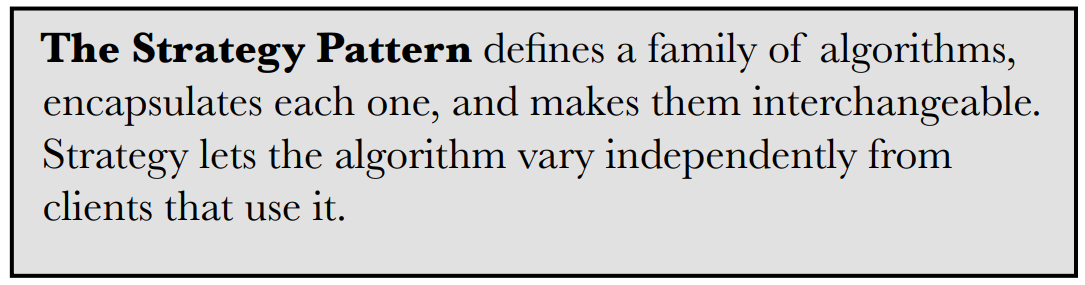 The Strategy Pattern defines a family of algorithms,
encapsulates each one, and makes them interchangeable.
Strategy lets the algorithm vary independently from
clients that use it.